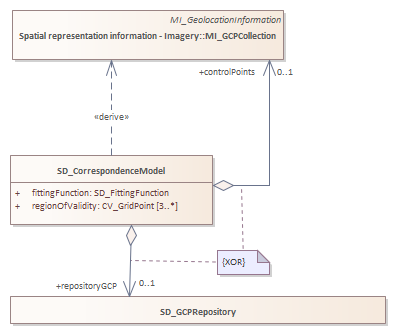 MI_GeolocationInformation
Spatial representation information - Imagery::MI_GCPCollection
+controlPoints 0..1
«derive»
SD_CorrespondenceModel
+ fittingFunction: SD_FittingFunction
+ regionOfValidity: CV_GridPoint [3..*]
{XOR}
+repositoryGCP 0..1
SD_GCPRepository